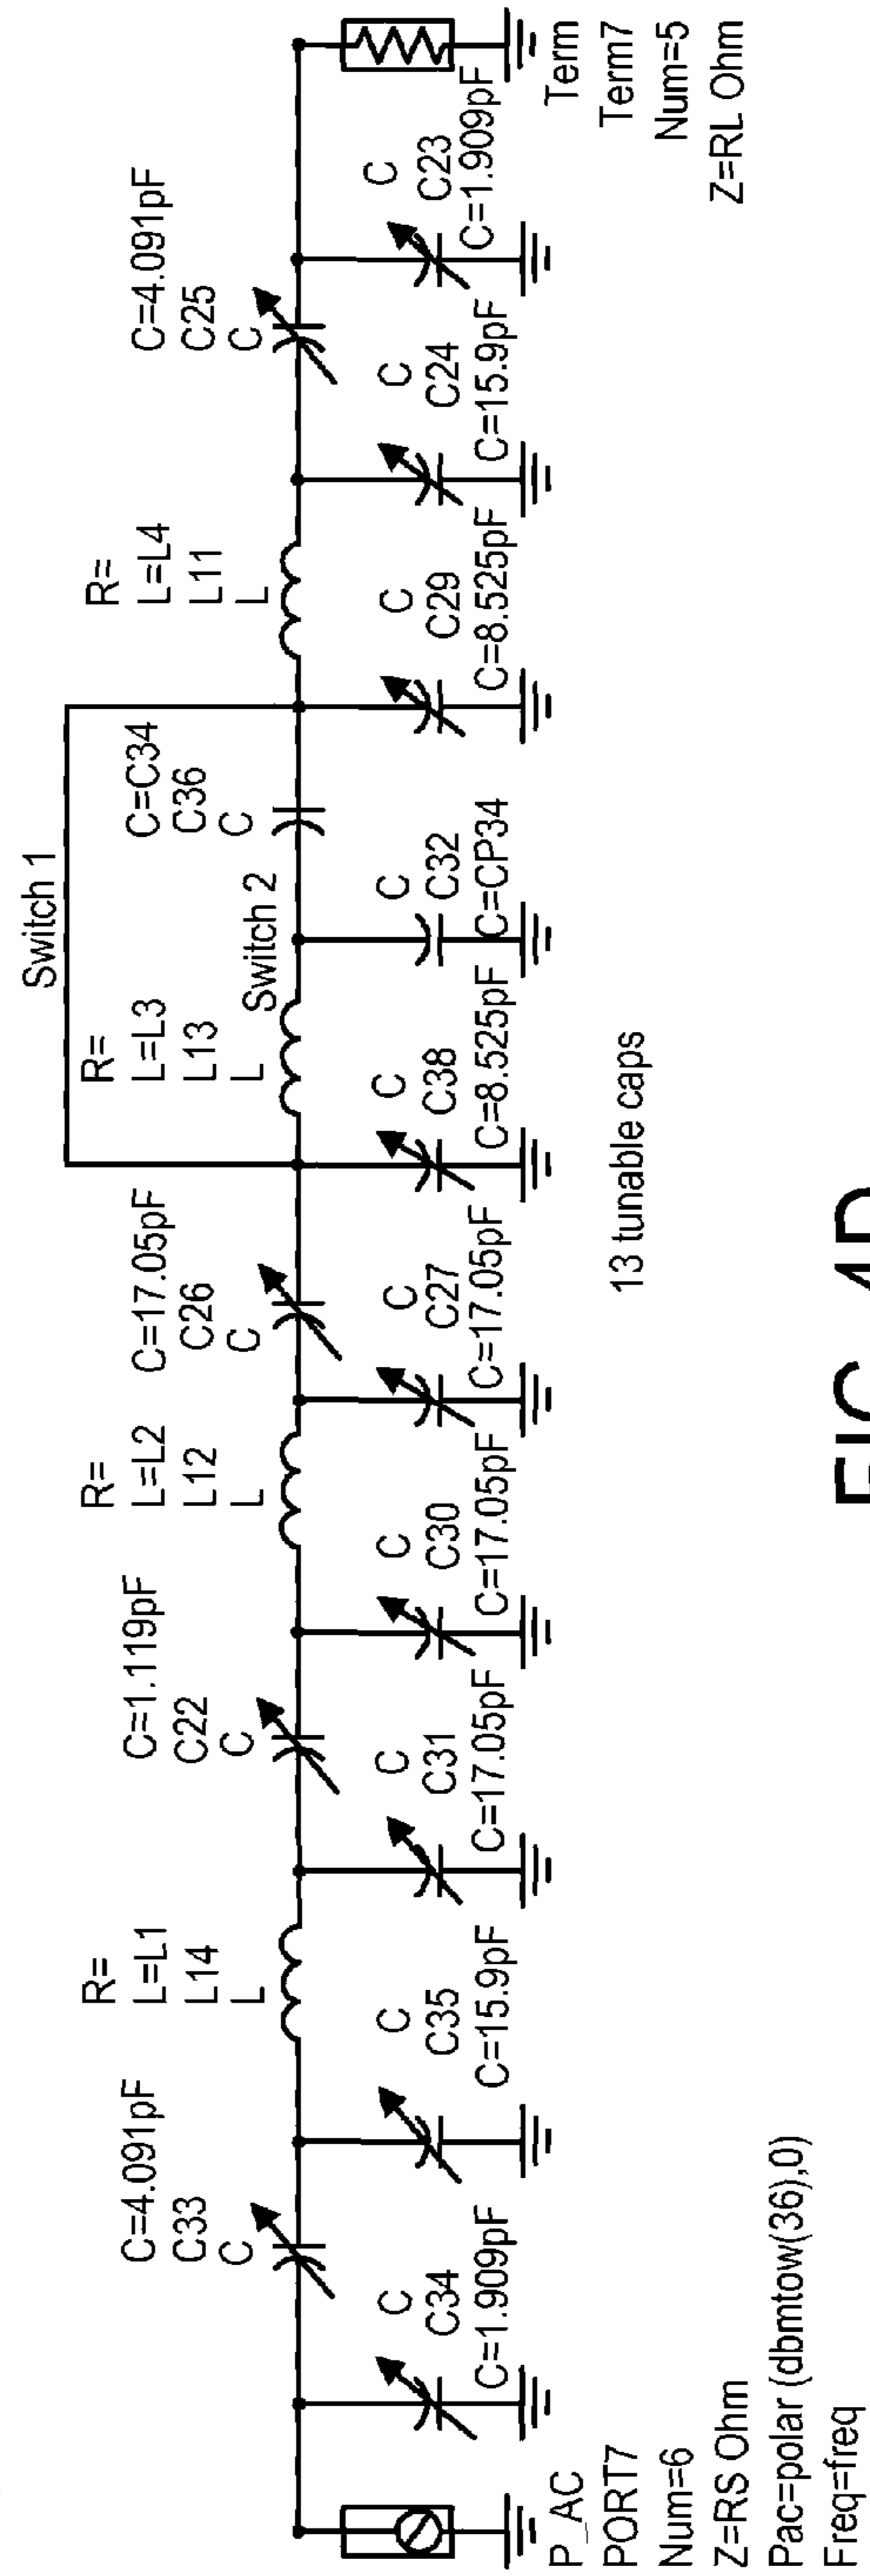 Switch 1
C=4.091pF
C33
C
R=
L=L1
L14
L
C=1.119pF
C22
C
R=
L=L2
L12
L
C=17.05pF
C26
C
R=
L=L3
L13
L
Switch 2
C=C34
C36
C
R=
L=L4
L11
L
C=4.091pF
C25
C
C
C34
C=1.909pF
C
C35
C=15.9pF
C
C31
C=17.05pF
C
C30
C=17.05pF
C
C27
C=17.05pF
C
C38
C=8.525pF
C
C32
C=CP34
C
C29
C=8.525pF
C
C24
C=15.9pF
C
C23
C=1.909pF
P_AC
PORT7
Num=6
Z=RS Ohm
Pac=polar (dbmtow(36),0)
Freq=freq
Term
Term7
Num=5
Z=RL Ohm
13 tunable caps
FIG